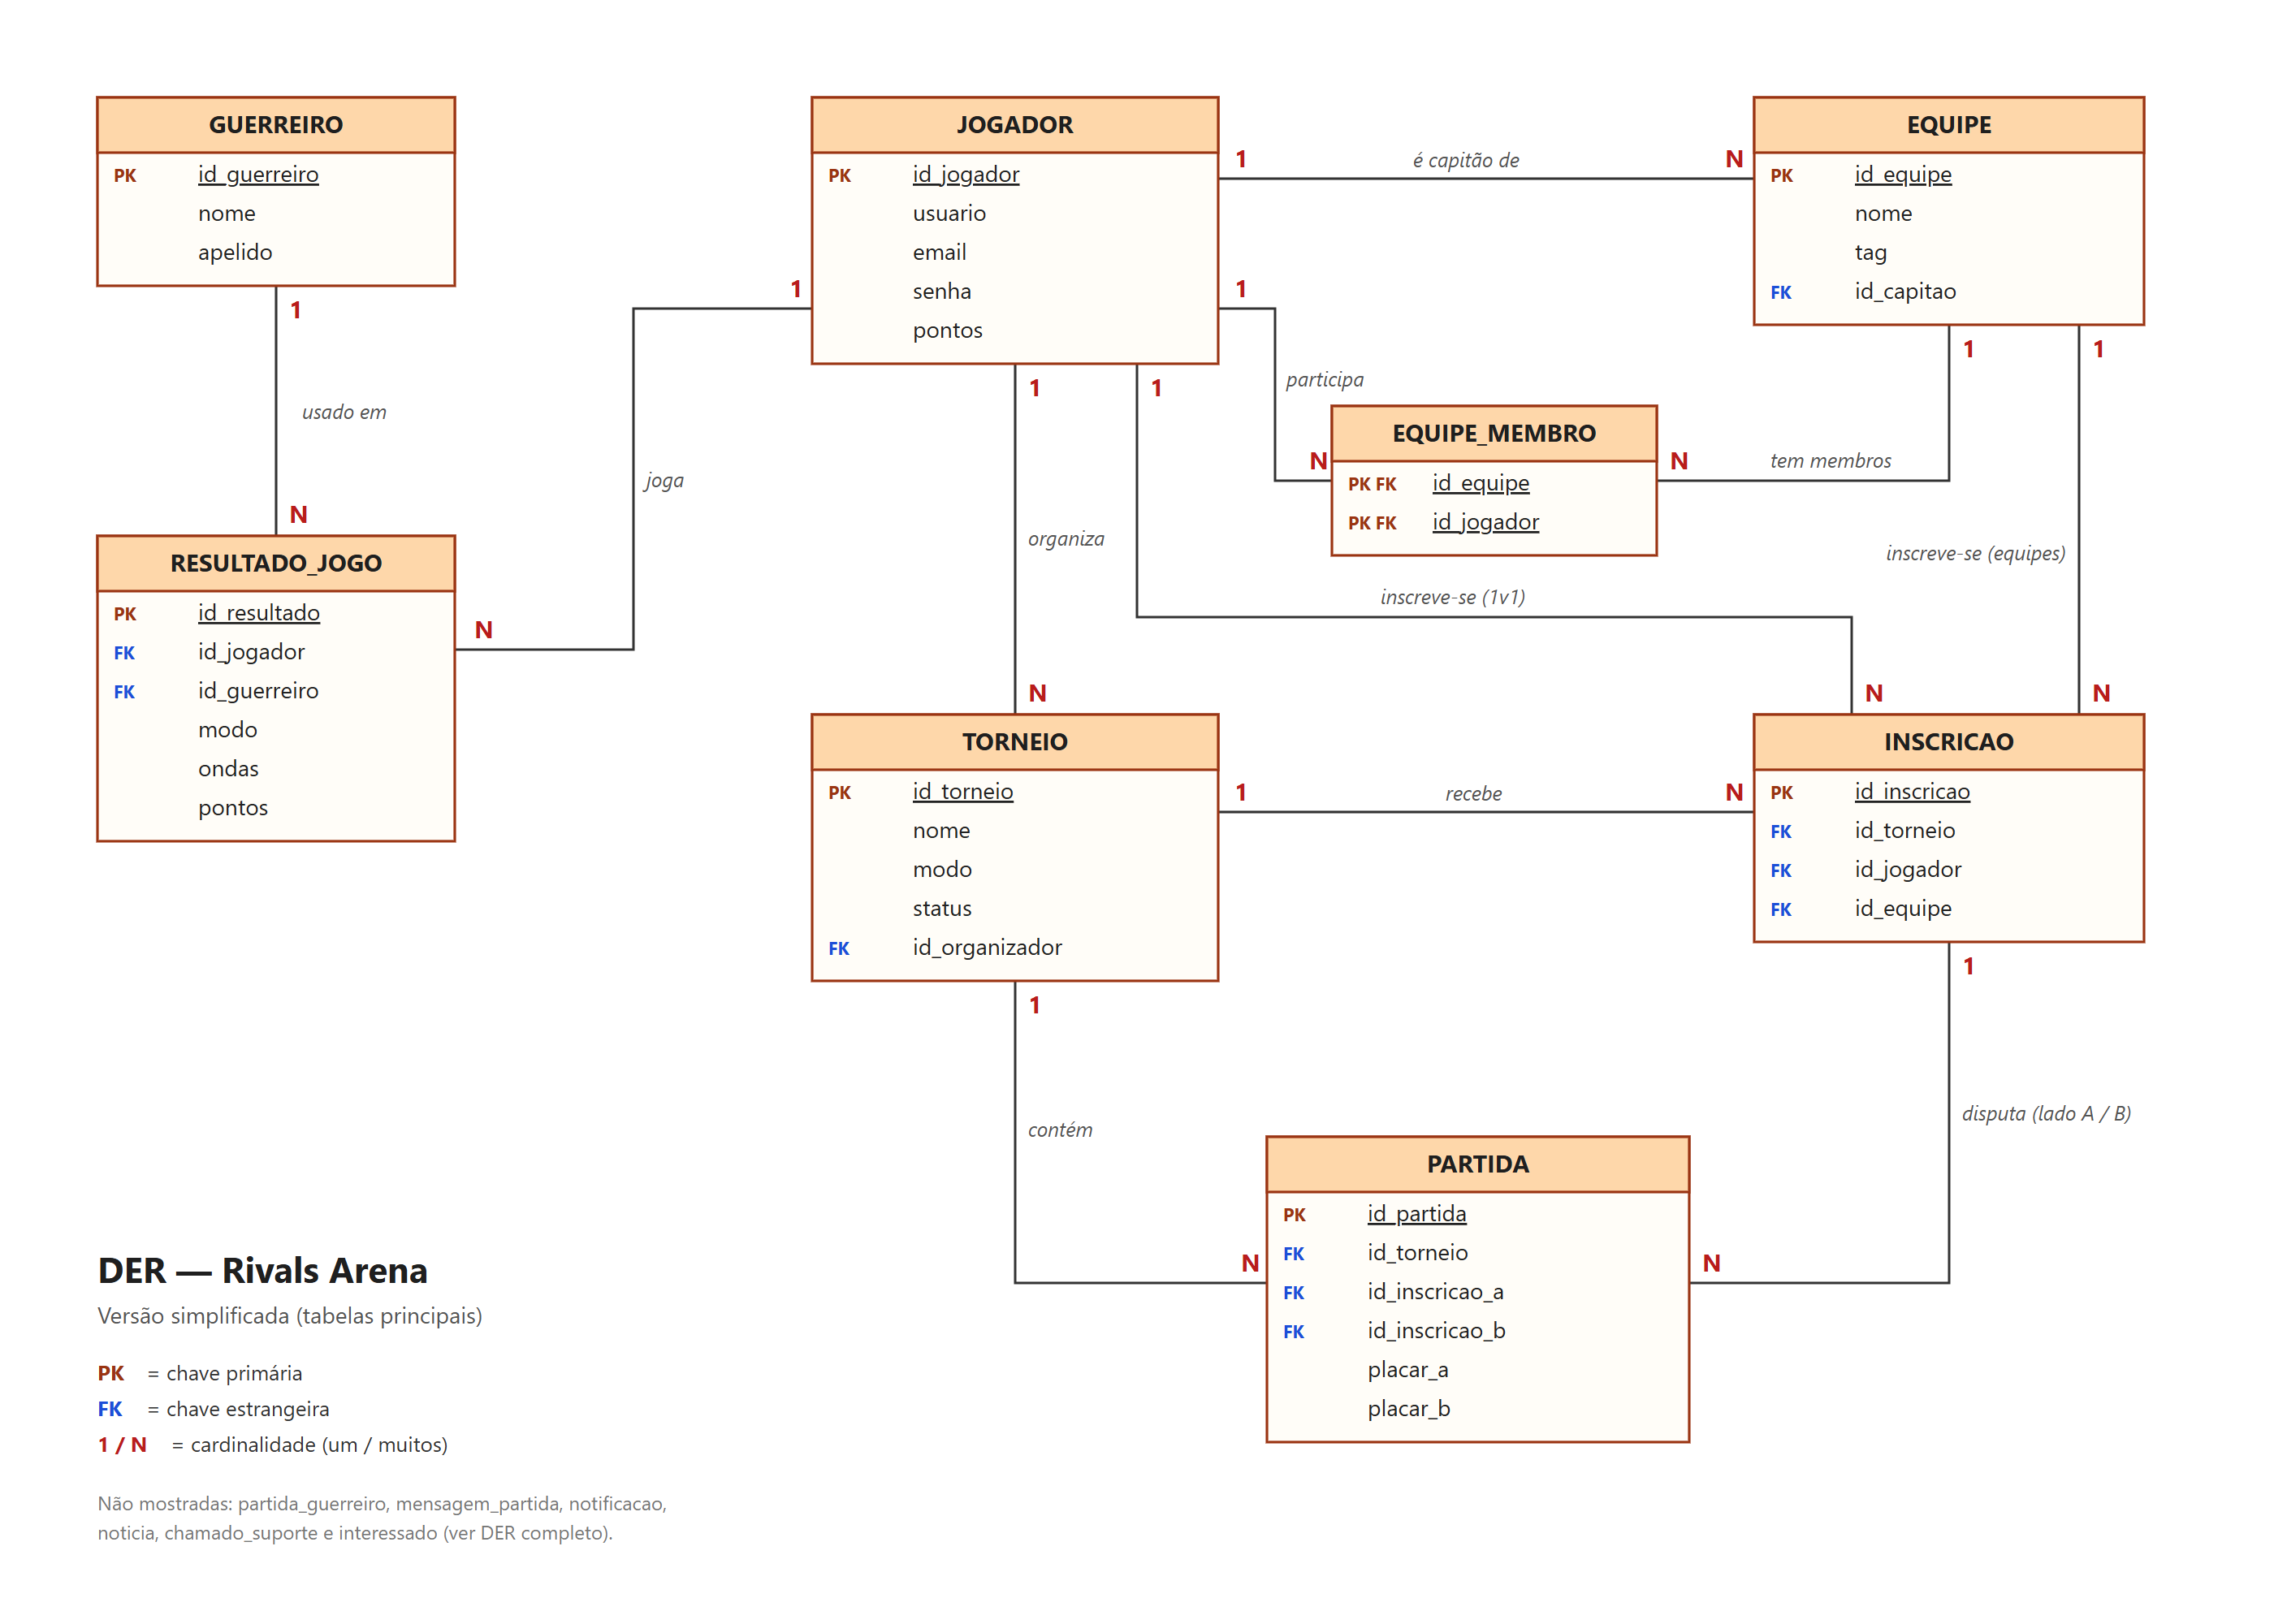 GUERREIRO
PK id_guerreiro
nome
apelido
1
usado em
N
RESULTADO_JOGO
PK id_resultado
FK id_jogador
FK id_guerreiro
modo
ondas
pontos
N
joga
1
JOGADOR
PK id_jogador
usuario
email
senha
pontos
1
é capitão de
N
EQUIPE
PK id_equipe
nome
tag
FK id_capitao
1
participa
N
EQUIPE_MEMBRO
PK FK id_equipe
PK FK id_jogador
N
tem membros
1
1
inscreve-se (equipes)
N
1
organiza
N
1
inscreve-se (1v1)
N
TORNEIO
PK id_torneio
nome
modo
status
FK id_organizador
1
recebe
N
INSCRICAO
PK id_inscricao
FK id_torneio
FK id_jogador
FK id_equipe
1
contém
N
1
disputa (lado A / B)
N
PARTIDA
PK id_partida
FK id_torneio
FK id_inscricao_a
FK id_inscricao_b
placar_a
placar_b
DER — Rivals Arena
Versão simplificada (tabelas principais)
PK = chave primária
FK = chave estrangeira
1 / N = cardinalidade (um / muitos)
Não mostradas: partida_guerreiro, mensagem_partida, notificacao,
noticia, chamado_suporte e interessado (ver DER completo).